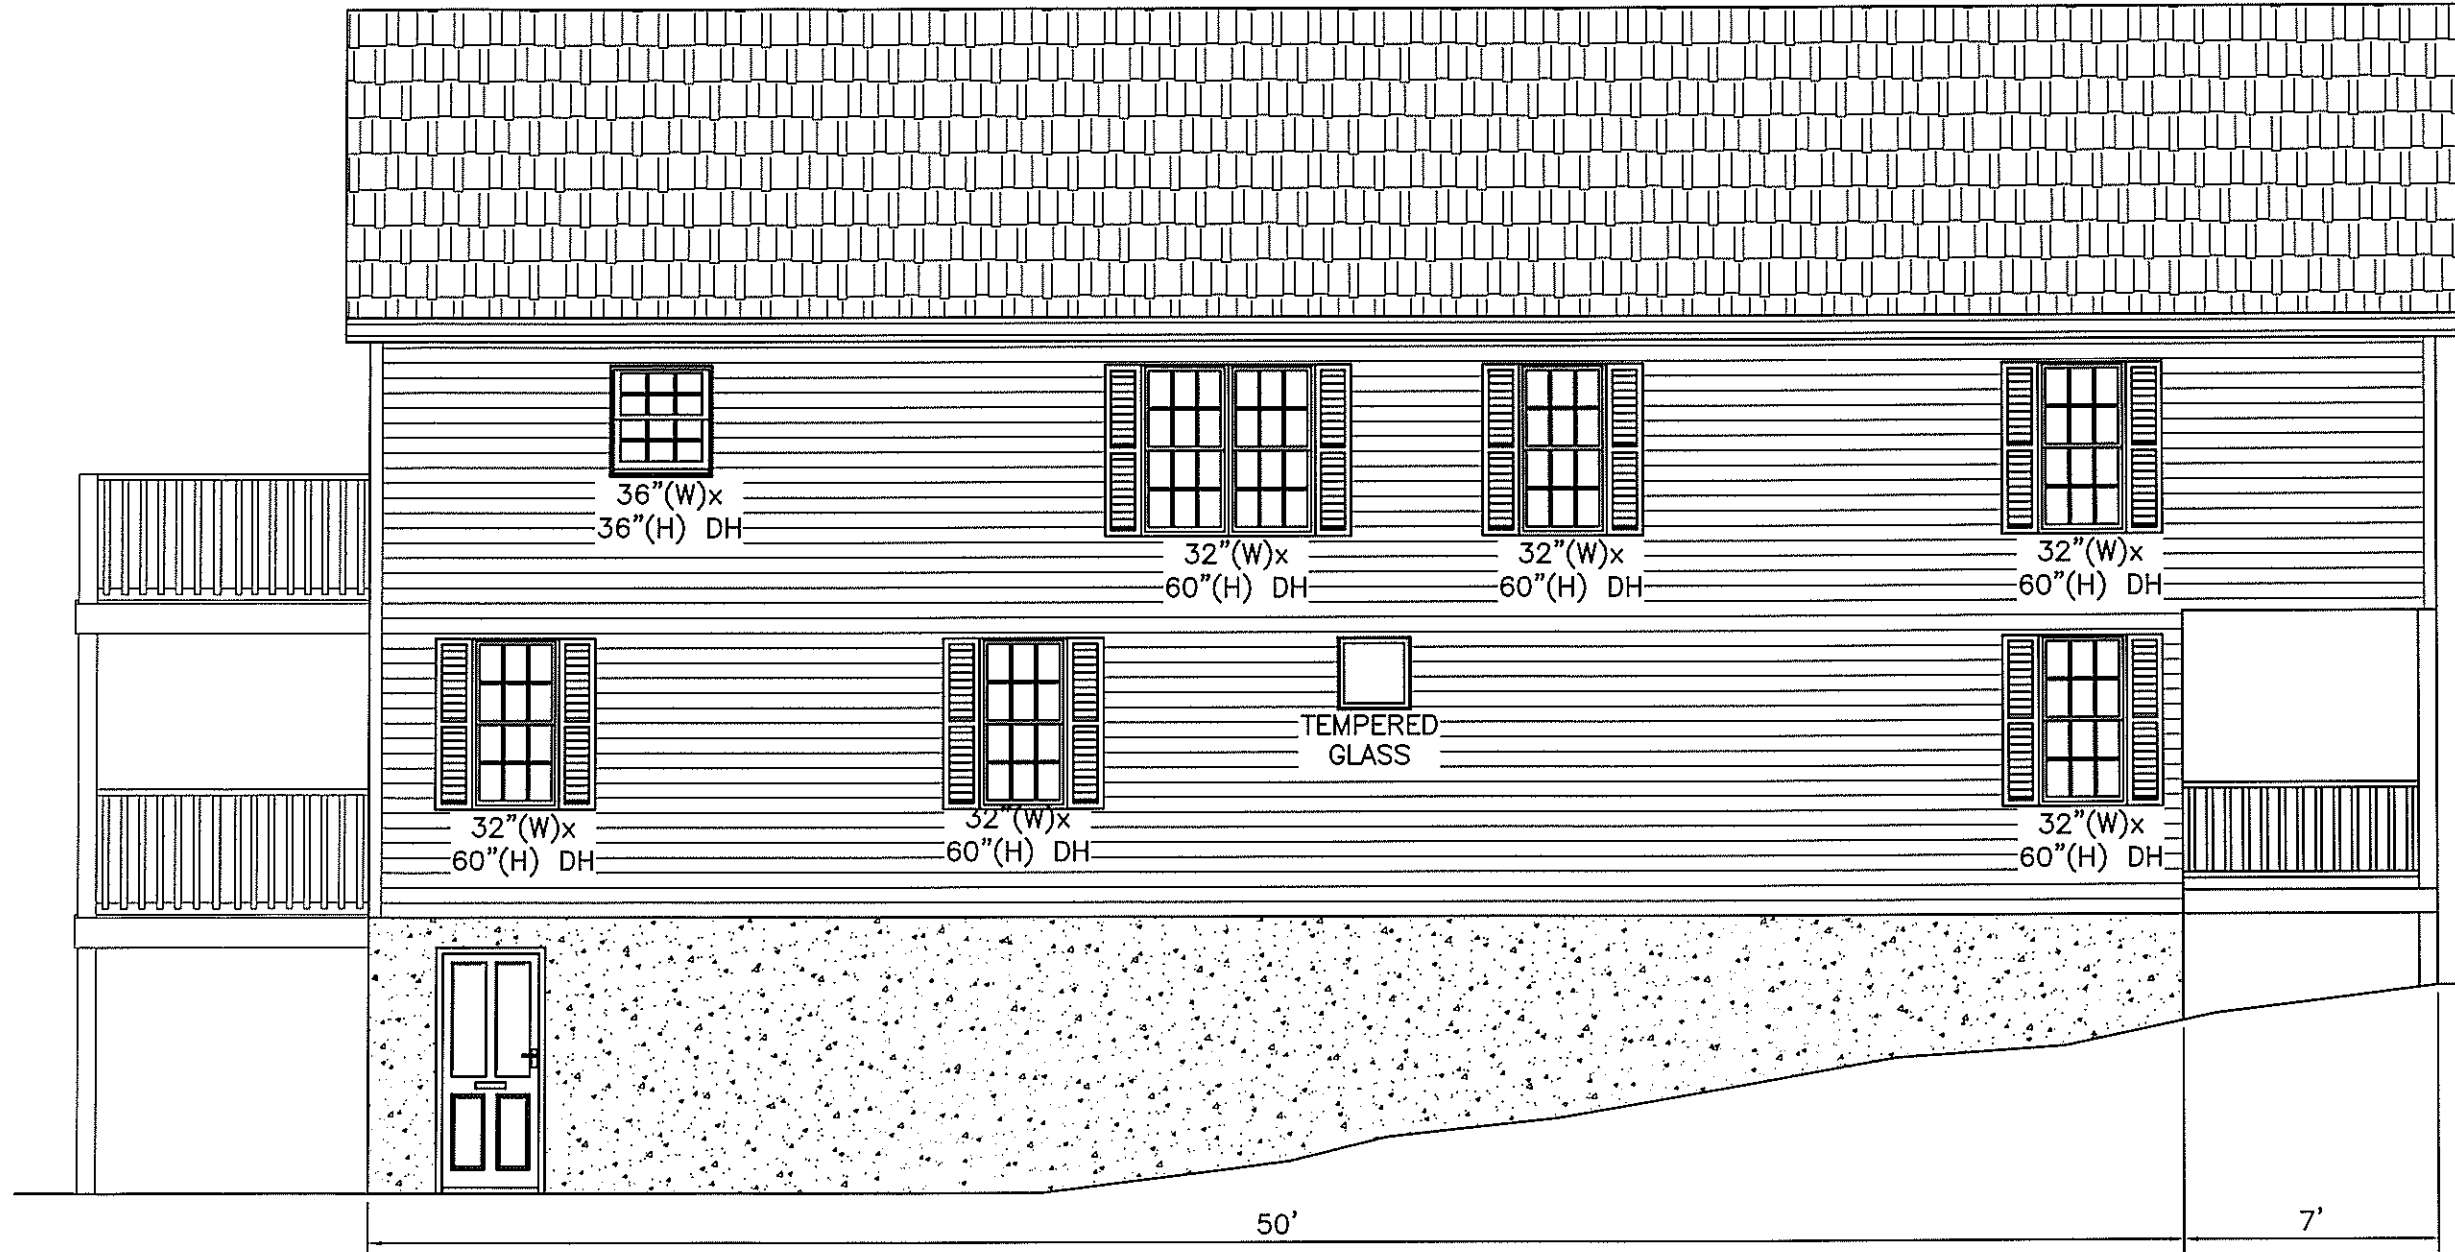 36"(W)x
36"(H) DH
32"(W)x
60"(H) DH
32"(W)x
60"(H) DH
32"(W)x
60"(H) DH
TEMPERED
GLASS
32"(W)x
60"(H) DH
32"(W)x
60"(H) DH
32"(W)x
60"(H) DH
50'
7'